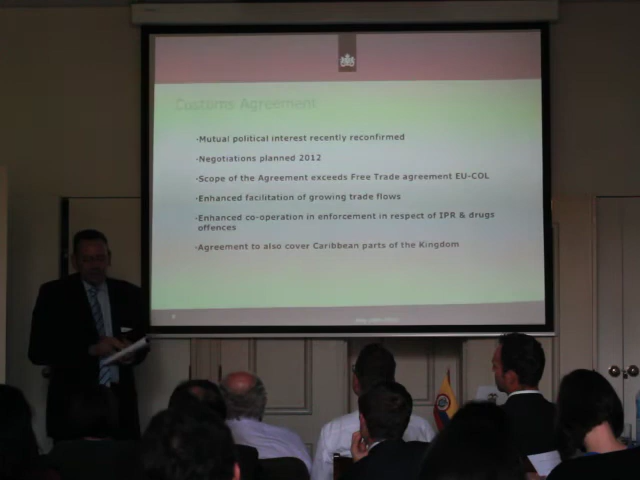 Customs Agreement
·Mutual political interest recently reconfirmed
·Negotiations planned 2012
·Scope of the Agreement exceeds Free Trade agreement EU-COL
·Enhanced facilitation of growing trade flows
·Enhanced co-operation in enforcement in respect of IPR & drugs
offences
·Agreement to also cover Caribbean parts of the Kingdom